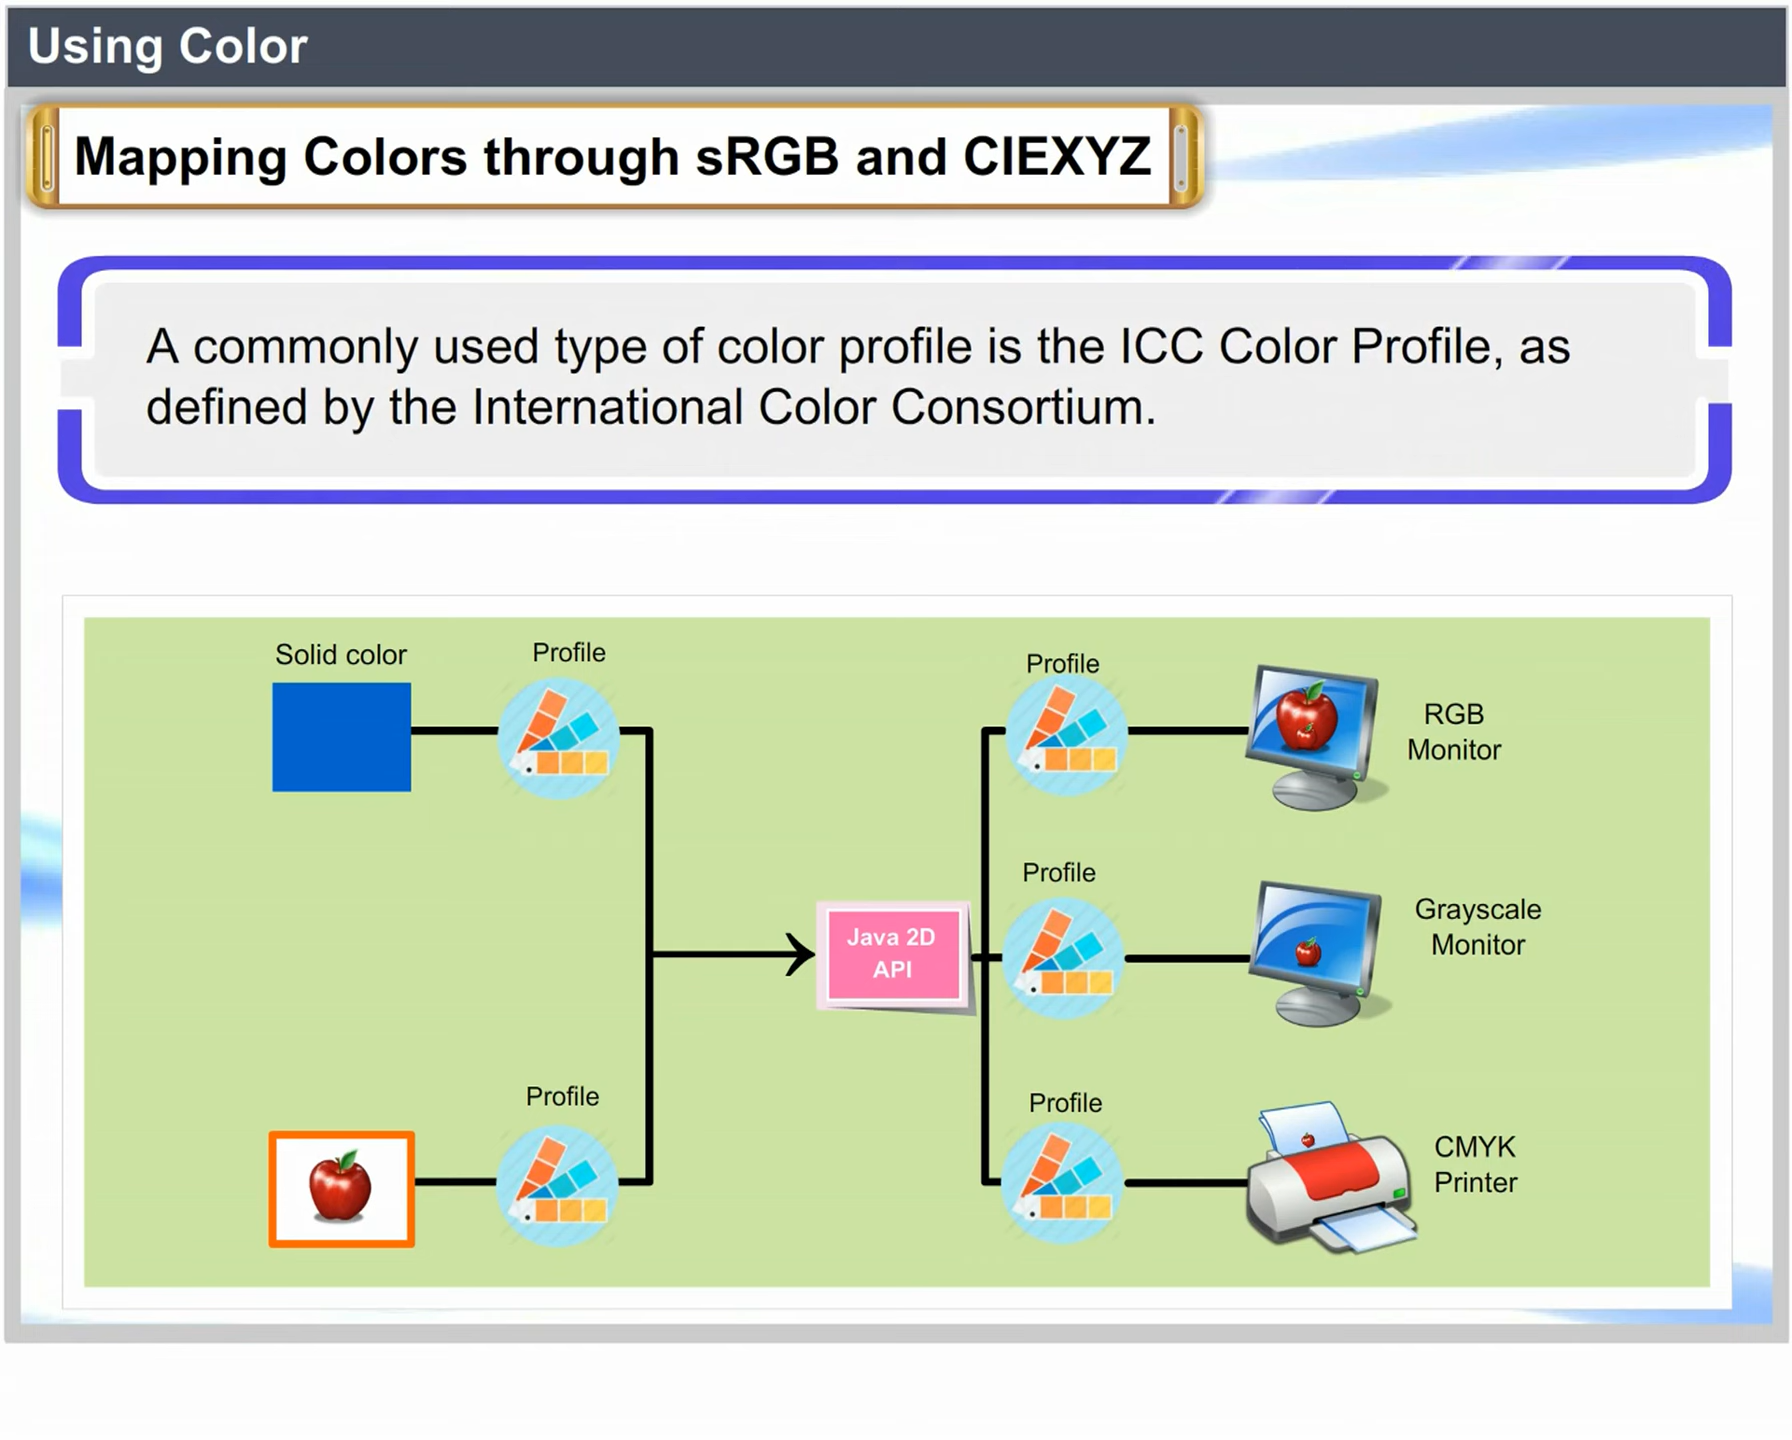 Using Color
Mapping Colors through sRGB and CIEXYZ
A commonly used type of color profile is the ICC Color Profile, as
defined by the International Color Consortium.
Solid color
Profile
Profile
RGB
Monitor
Profile
Grayscale
Monitor
Java 2D
API
Profile
Profile
CMYK
Printer